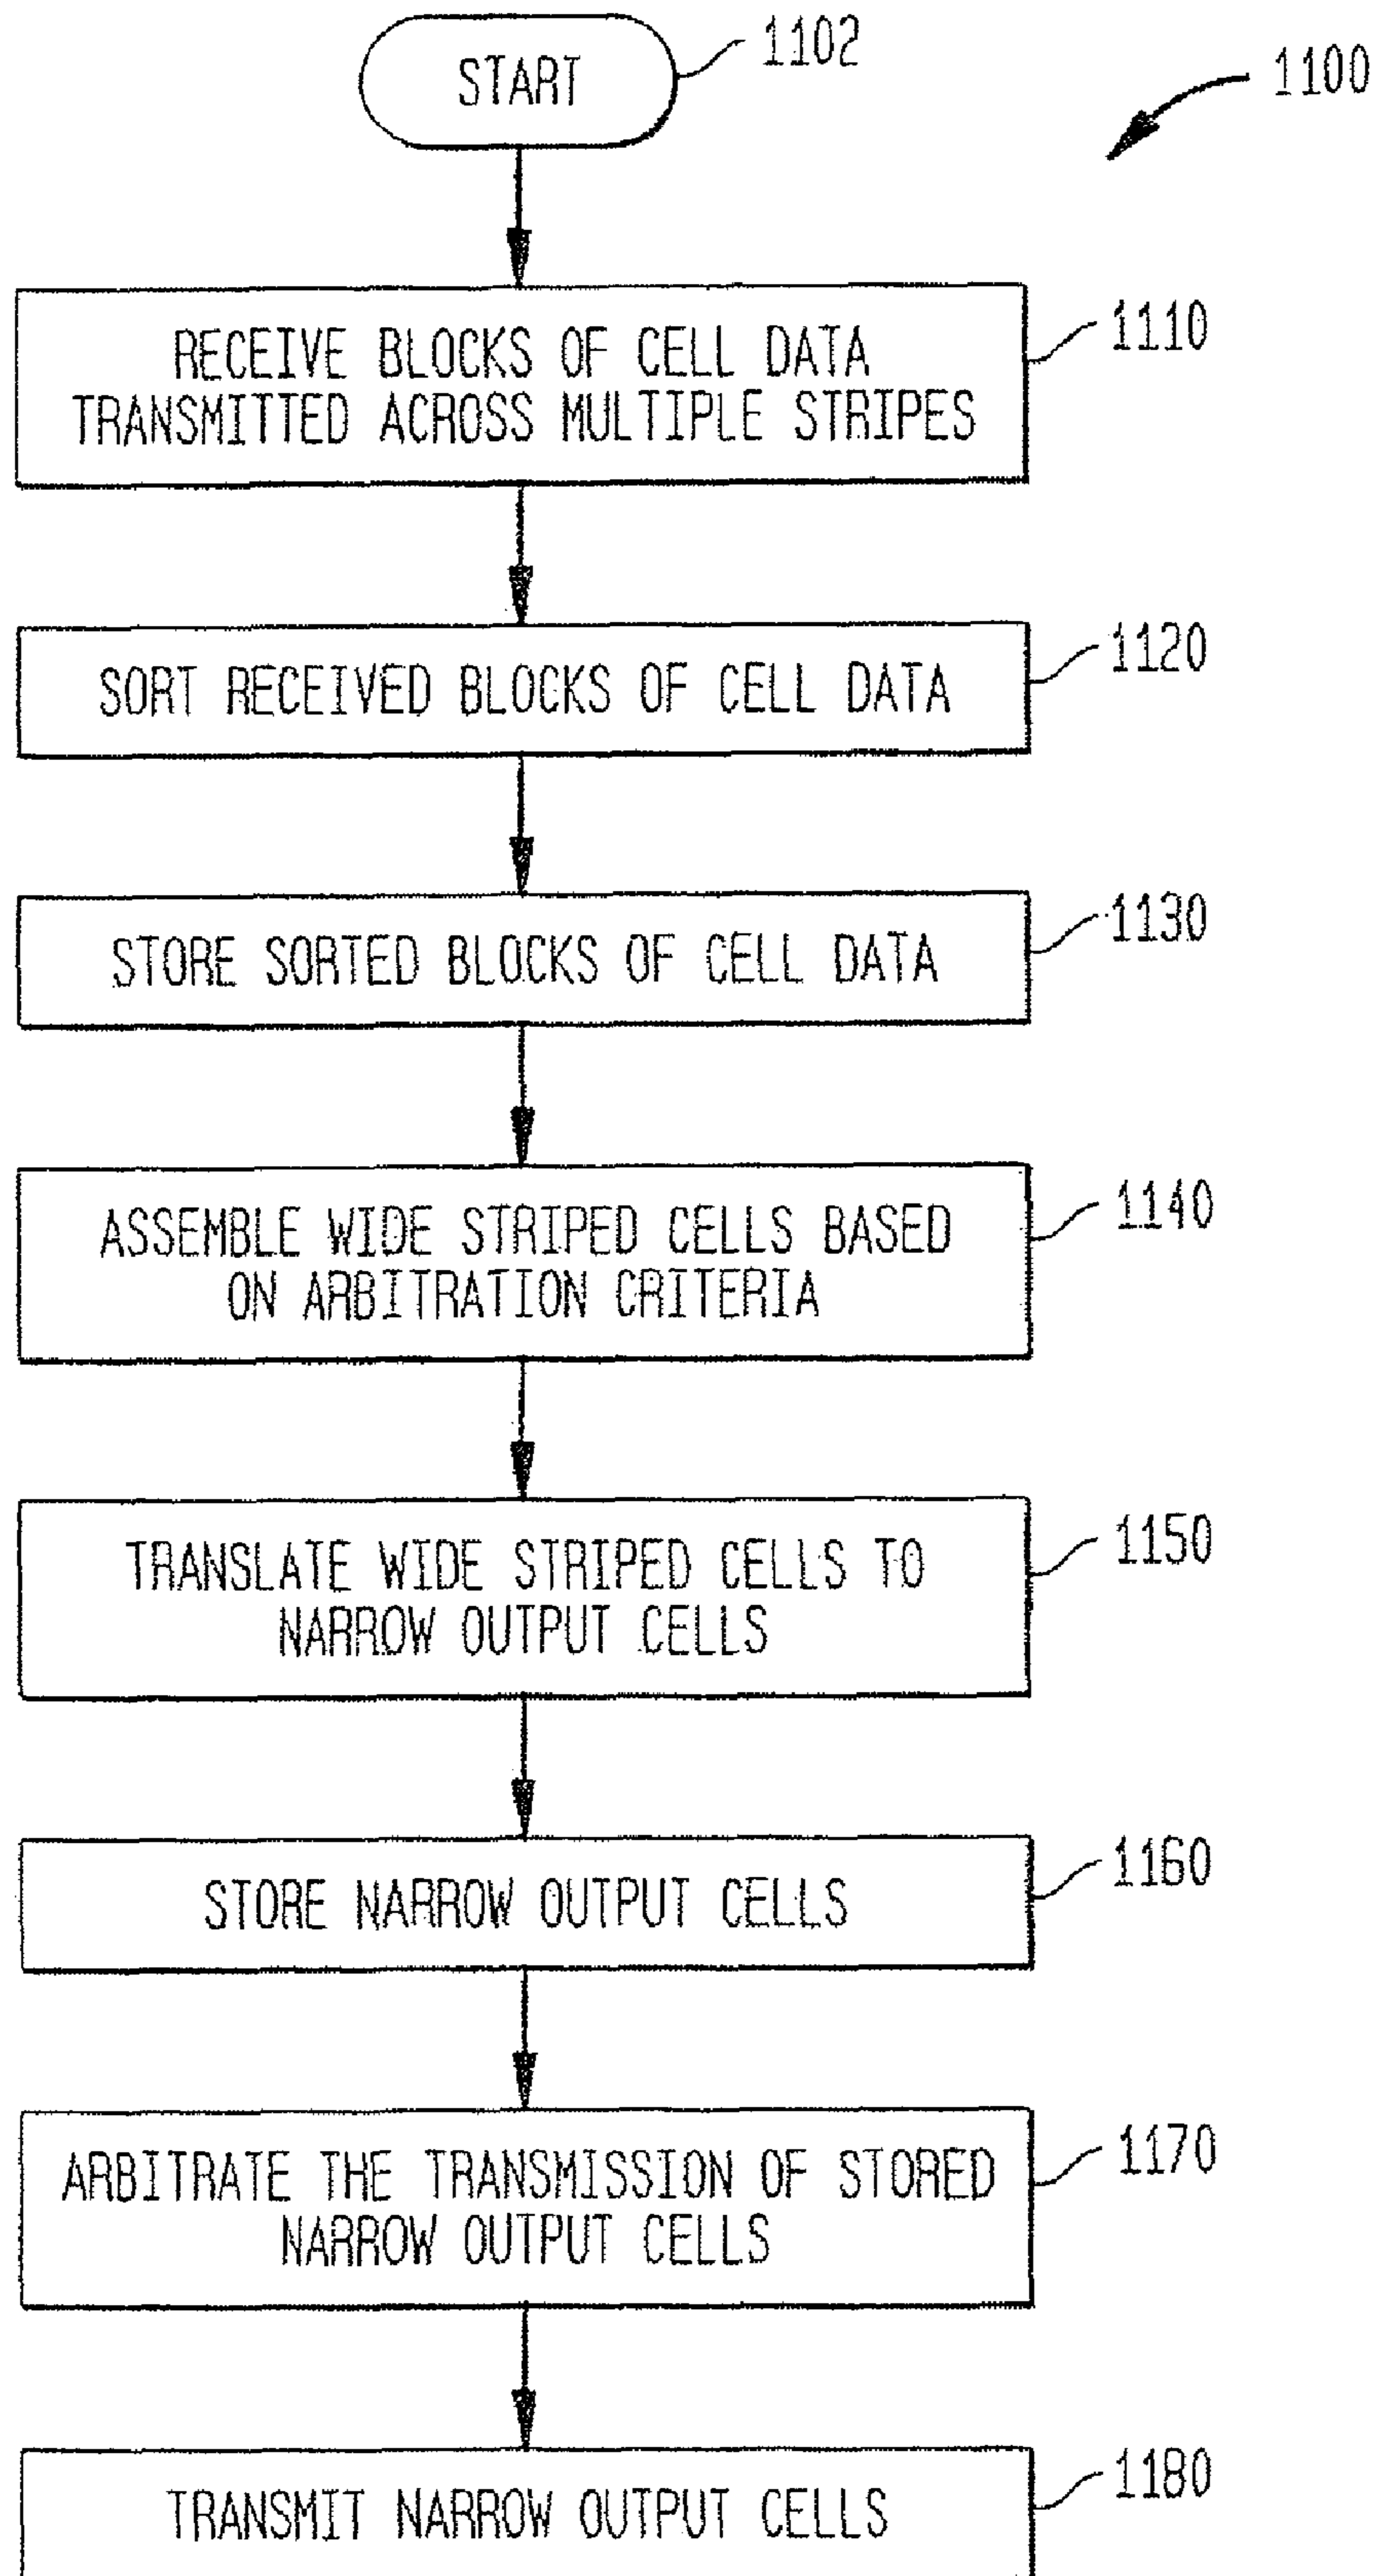 START
1102
1100
RECEIVE BLOCKS OF CELL DATA
TRANSMITTED ACROSS MULTIPLE STRIPES
1110
SORT RECEIVED BLOCKS OF CELL DATA
1120
STORE SORTED BLOCKS OF CELL DATA
1130
ASSEMBLE WIDE STRIPED CELLS BASED
ON ARBITRATION CRITERIA
1140
TRANSLATE WIDE STRIPED CELLS TO
NARROW OUTPUT CELLS
1150
STORE NARROW OUTPUT CELLS
1160
ARBITRATE THE TRANSMISSION OF STORED
NARROW OUTPUT CELLS
1170
TRANSMIT NARROW OUTPUT CELLS
1180